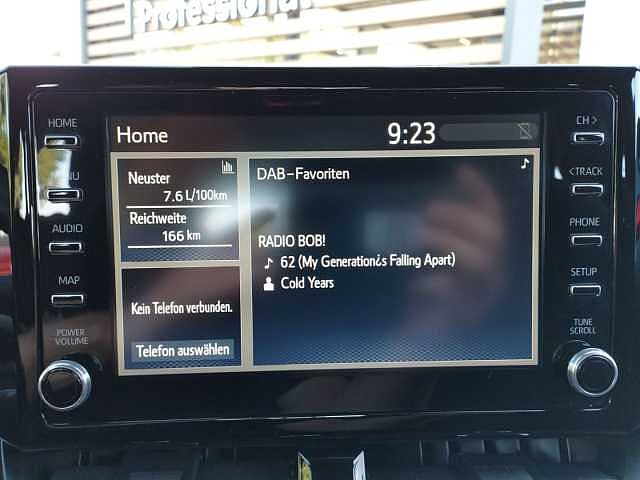 Professional
HOME
CH >
Home
9:23
<TRACK
Neuster
7.6 L/100km
Reichweite
166 km
DAB-Favoriten
AUDIO
PHONE
RADIO BOB!
62 (My Generation¿s Falling Apart)
Cold Years
MAP
SETUP
Kein Telefon verbunden.
Telefon auswählen
POWER
VOLUME
TUNE
SCROLL